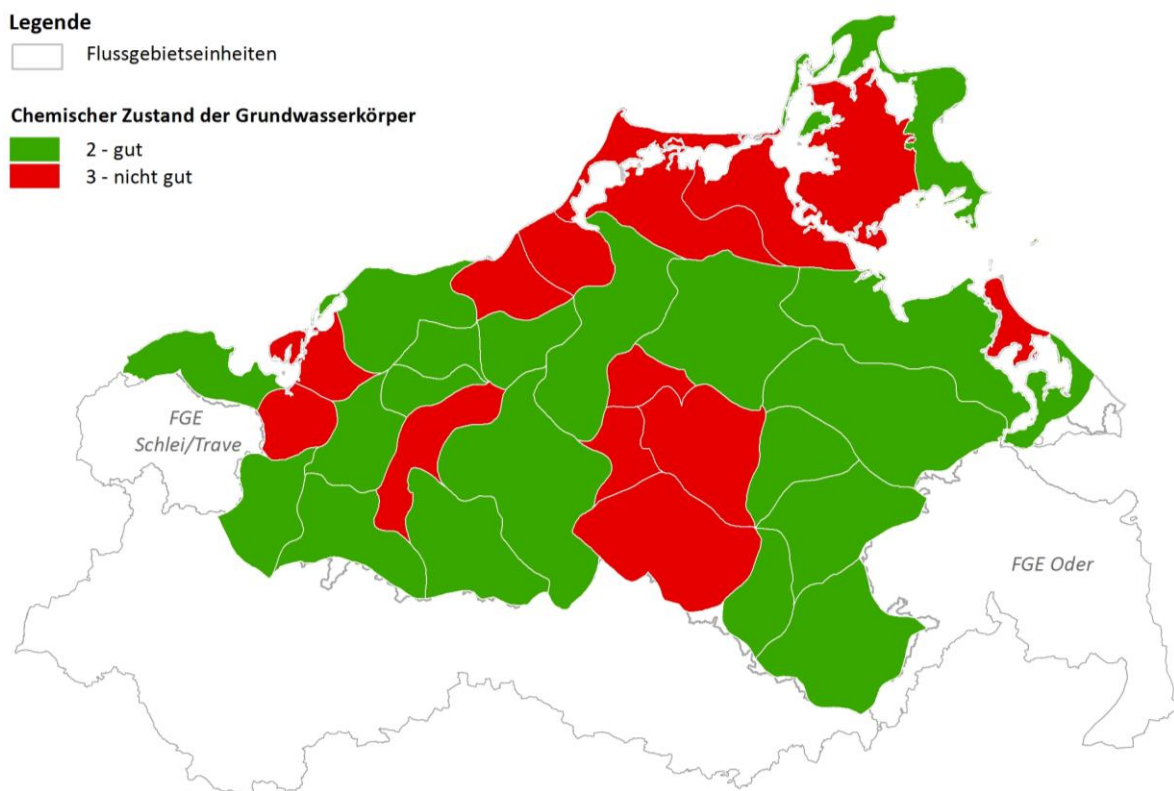 Legende
Flussgebietseinheiten
Chemischer Zustand der Grundwasserkörper
2 - gut
3 - nicht gut
FGE
Schlei/Trave
FGE Oder